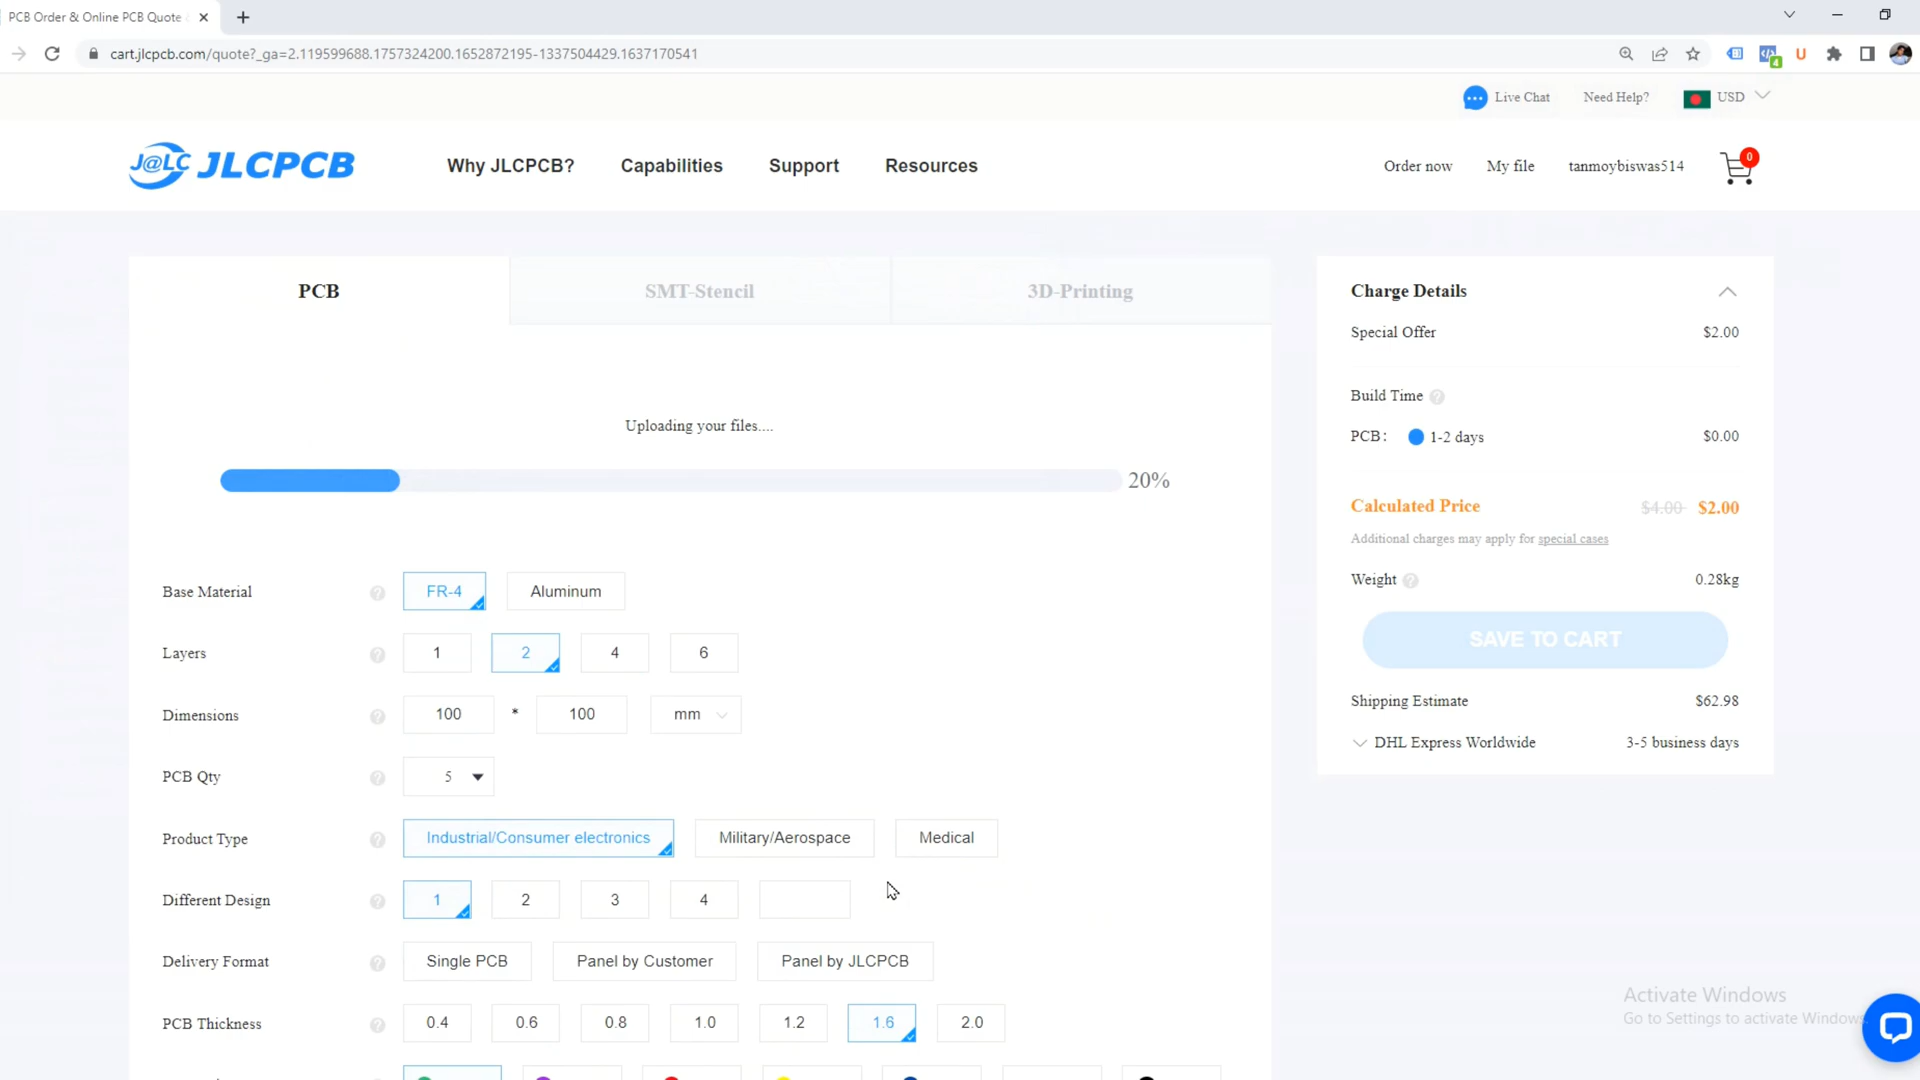 PCB Order & Online PCB Quote
cart.jlcpcb.com/quote?_ga=2.119599688.1757324200.1652872195-1337504429.1637170541
4
U
Live Chat
Need Help?
USD
J@LC JLCPCB
Why JLCPCB?
Capabilities
Support
Resources
Order now
My file
tanmoybiswas514
0
PCB
SMT-Stencil
3D-Printing
Uploading your files....
20%
Base Material ? FR-4 Aluminum
Layers ? 1 2 4 6
Dimensions ? 100 * 100 mm
PCB Qty ? 5
Product Type ? Industrial/Consumer electronics Military/Aerospace Medical
Different Design ? 1 2 3 4
Delivery Format ? Single PCB Panel by Customer Panel by JLCPCB
PCB Thickness ? 0.4 0.6 0.8 1.0 1.2 1.6 2.0
Charge Details
Special Offer $2.00
Build Time ?
PCB: 1-2 days $0.00
Calculated Price $4.00 $2.00
Additional charges may apply for special cases
Weight ? 0.28kg
SAVE TO CART
Shipping Estimate $62.98
DHL Express Worldwide 3-5 business days
Activate Windows
Go to Settings to activate Windows.